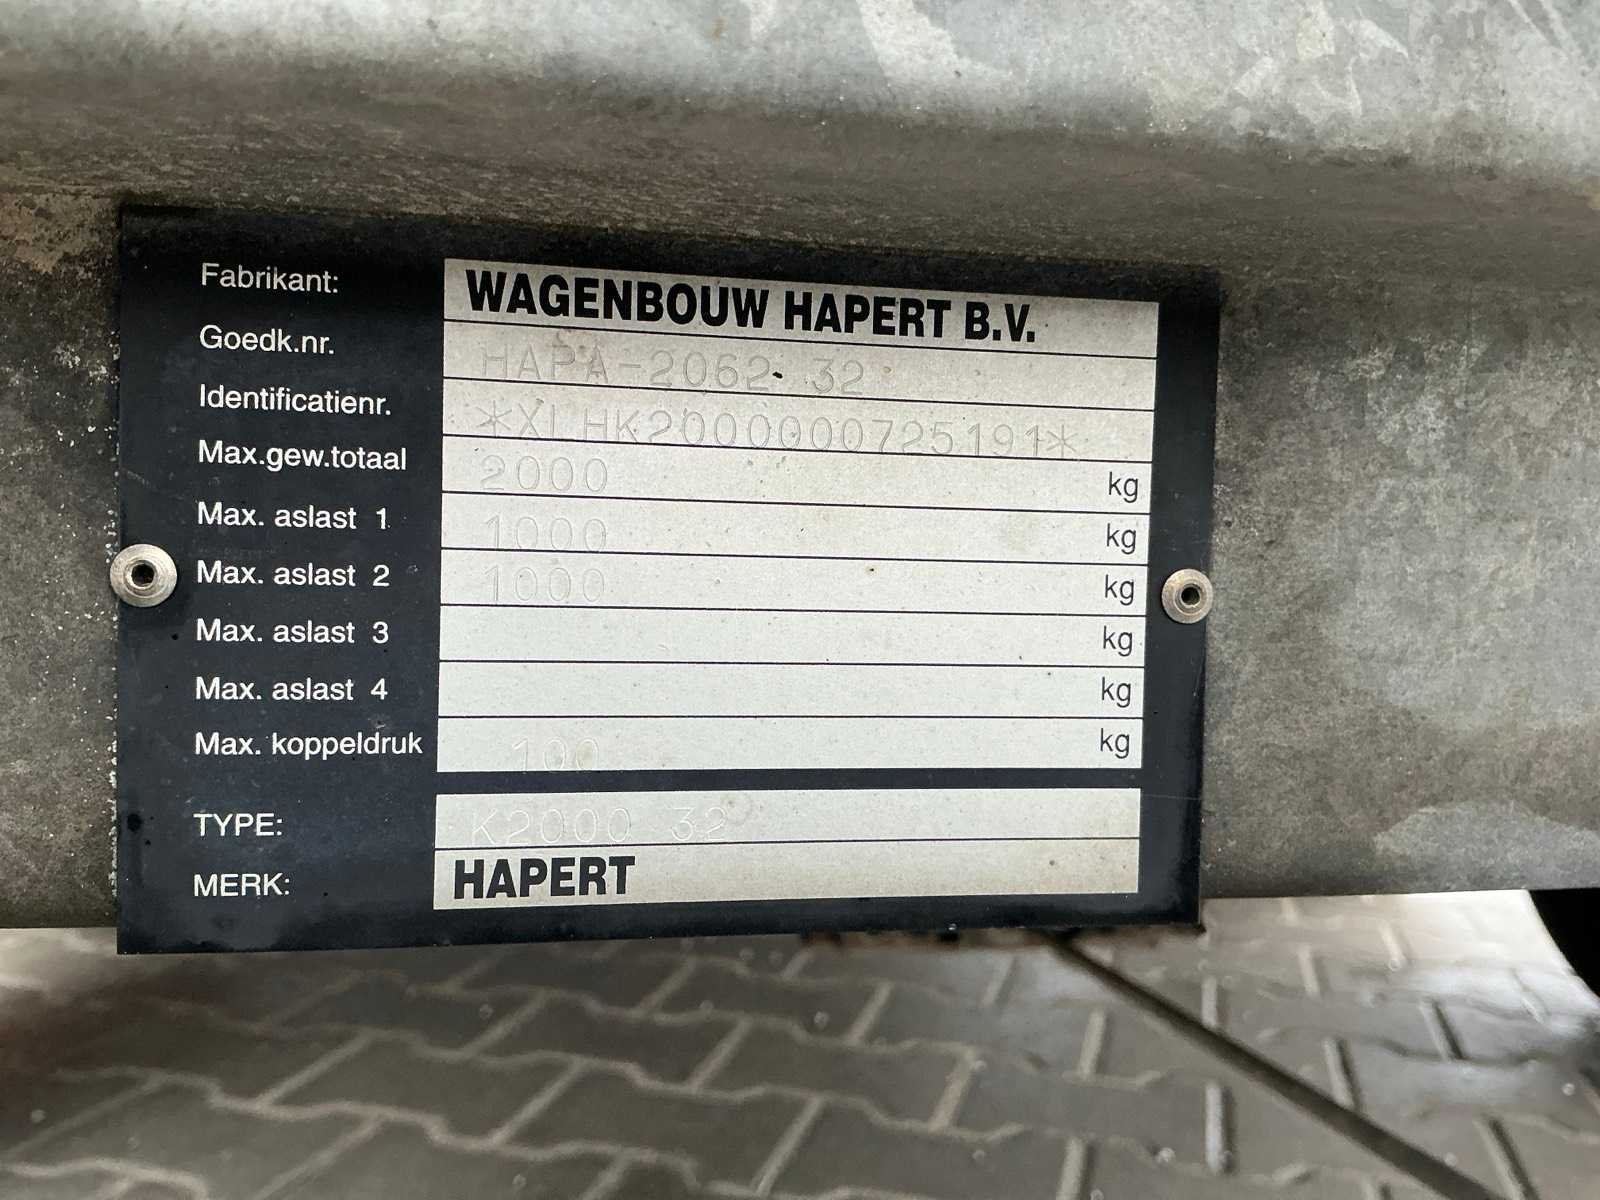 Fabrikant: WAGENBOUW HAPERT B.V.
Goedk.nr. HAPA-2062 32
Identificatienr. *XLHK2000000725191*
Max.gew.totaal 2000 kg
Max. aslast 1 1000 kg
Max. aslast 2 1000 kg
Max. aslast 3 kg
Max. aslast 4 kg
Max. koppeldruk 100 kg
TYPE: K2000 32
MERK: HAPERT